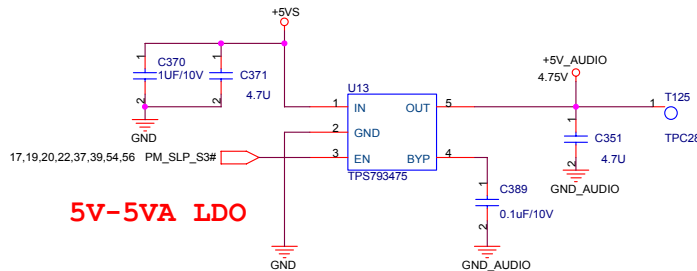 +5VS
+5V_AUDIO
4.75V
C370
1UF/10V
1
2
C371
4.7U
1
2
GND
U13
1 IN OUT 5
2 GND
3 EN BYP 4
TPS793475
17,19,20,22,37,39,54,56 PM_SLP_S3#
1 T125
TPC28
C351
4.7U
1
2
GND_AUDIO
C389
0.1uF/10V
1
2
5V-5VA LDO
GND
GND_AUDIO